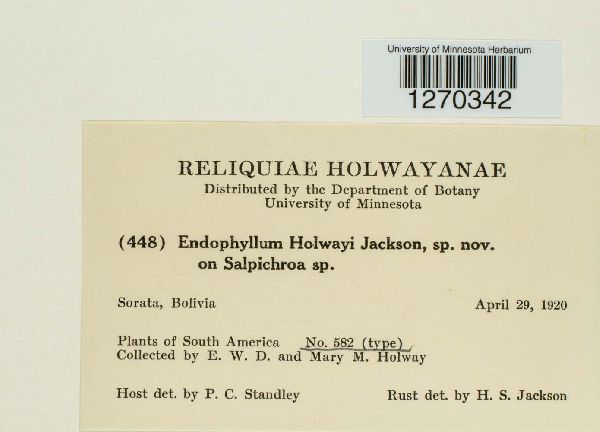 University of Minnesota Herbarium
1270342
RELIQUIAE HOLWAYANAE
Distributed by the Department of Botany
University of Minnesota
(448) Endophyllum Holwayi Jackson, sp. nov.
on Salpichroa sp.
Sorata, Bolivia April 29, 1920
Plants of South America No. 582 (type)
Collected by E. W. D. and Mary M. Holway
Host det. by P. C. Standley Rust det. by H. S. Jackson